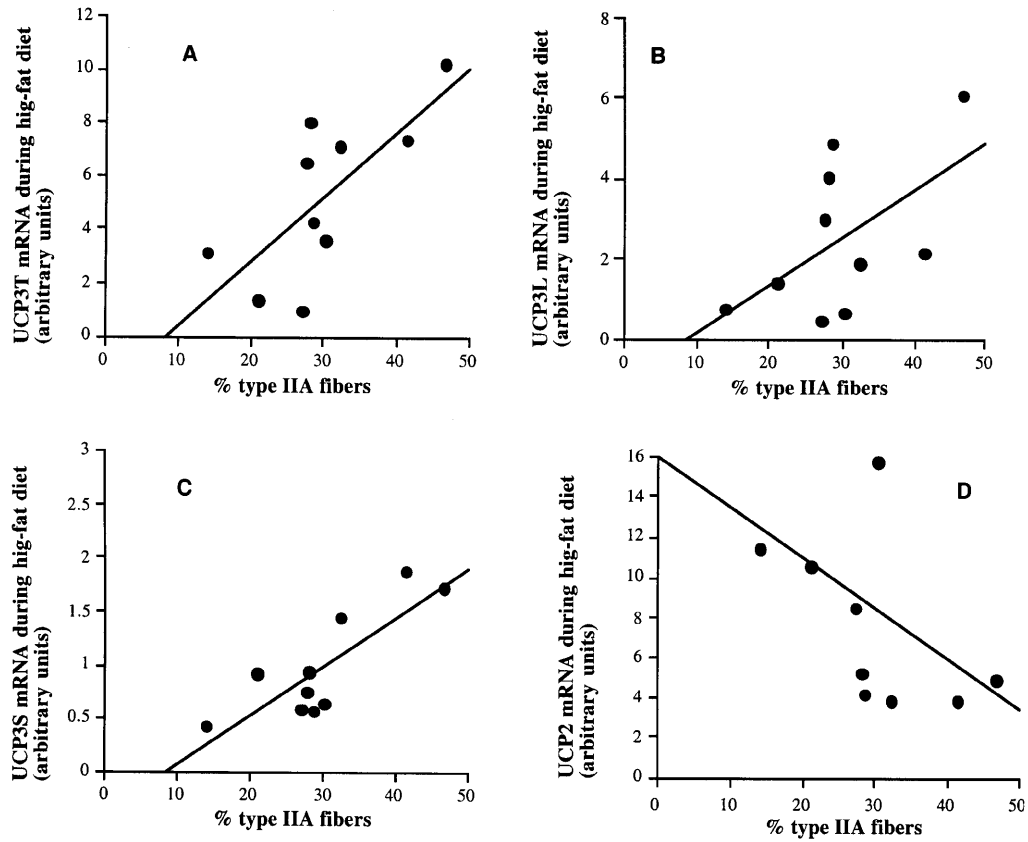 A
UCP3T mRNA during hig-fat diet
(arbitrary units)
12
10
8
6
4
2
0
0 10 20 30 40 50
% type IIA fibers
B
UCP3L mRNA during hig-fat diet
(arbitrary units)
8
6
4
2
0
0 10 20 30 40 50
% type IIA fibers
C
UCP3S mRNA during hig-fat diet
(arbitrary units)
3
2.5
2
1.5
1
0.5
0
0 10 20 30 40 50
% type IIA fibers
D
UCP2 mRNA during hig-fat diet
(arbitrary units)
16
14
12
10
8
6
4
2
0
0 10 20 30 40 50
% type IIA fibers